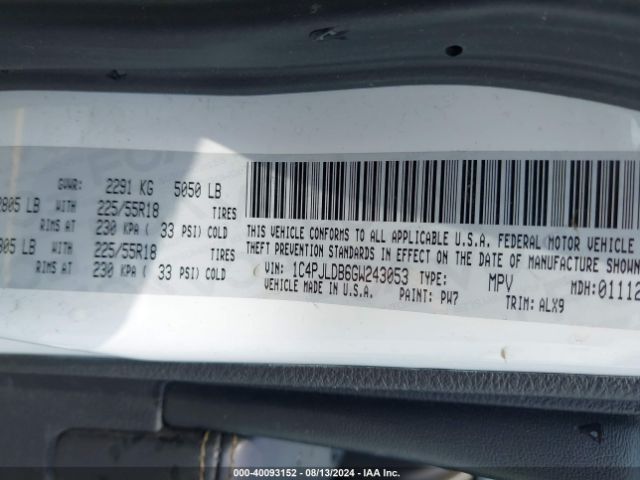 GVWR: 2291 KG 5050 LB
2805 LB WITH 225/55R18 TIRES
RIMS AT 230 KPA ( 33 PSI) COLD
805 LB WITH 225/55R18 TIRES
RIMS AT 230 KPA ( 33 PSI) COLD
THIS VEHICLE CONFORMS TO ALL APPLICABLE U.S.A. FEDERAL MOTOR VEHICLE
THEFT PREVENTION STANDARDS IN EFFECT ON THE DATE OF MANUFACTURE SHOWN
VIN: 1C4PJLDB6GW243053 TYPE: MPV MDH: 01112
VEHICLE MADE IN U.S.A. PAINT: PW7 TRIM: ALX9
000-40093152 - 08/13/2024 - IAA Inc.